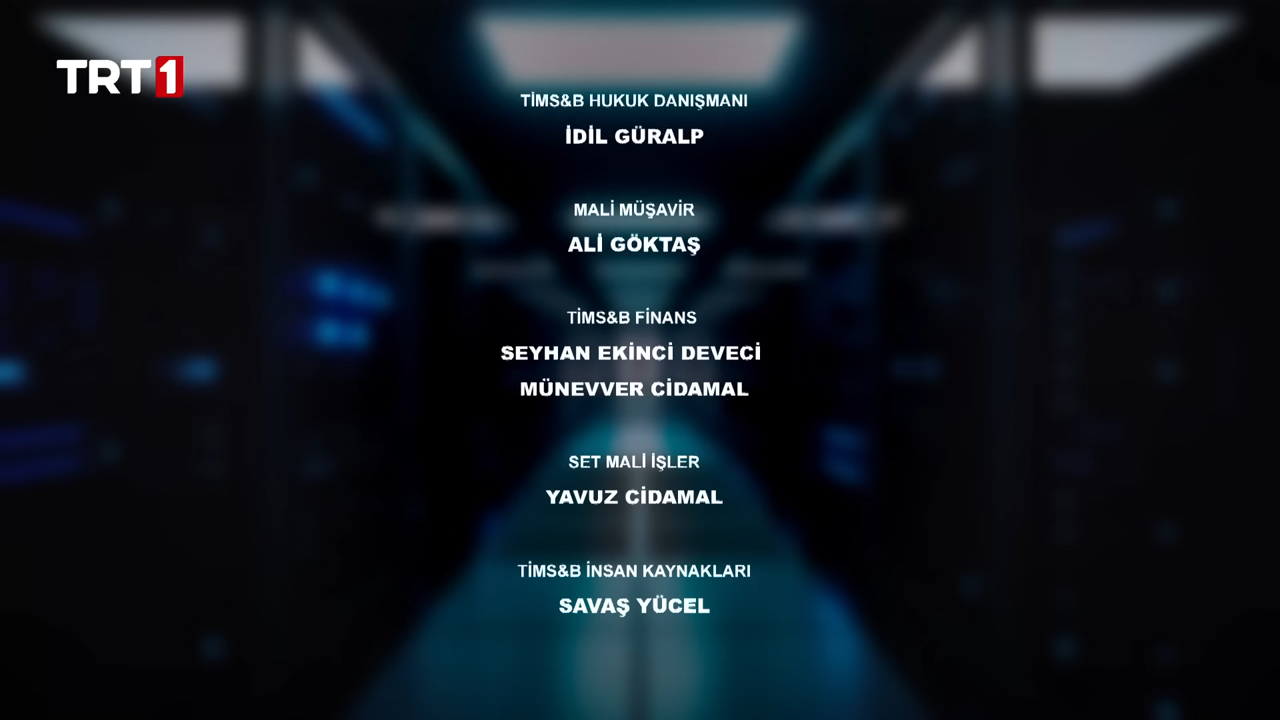 TRT1
TİMS&B HUKUK DANIŞMANI
İDİL GÜRALP
MALİ MÜŞAVİR
ALİ GÖKTAŞ
TİMS&B FİNANS
SEYHAN EKİNCİ DEVECİ
MÜNEVVER CİDAMAL
SET MALİ İŞLER
YAVUZ CİDAMAL
TİMS&B İNSAN KAYNAKLARI
SAVAŞ YÜCEL